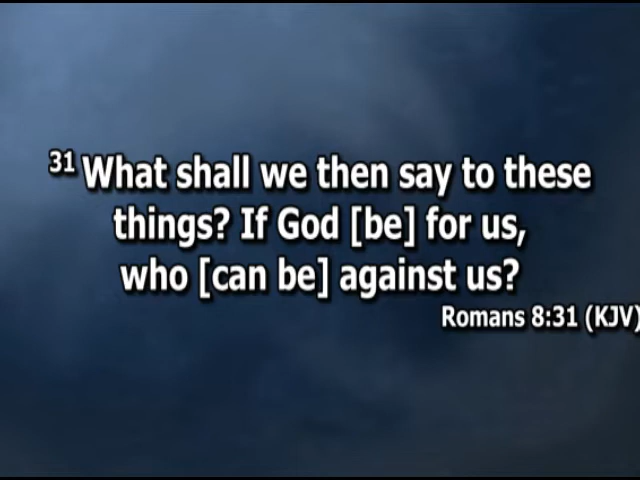 31 What shall we then say to these
things? If God [be] for us,
who [can be] against us?
Romans 8:31 (KJV)